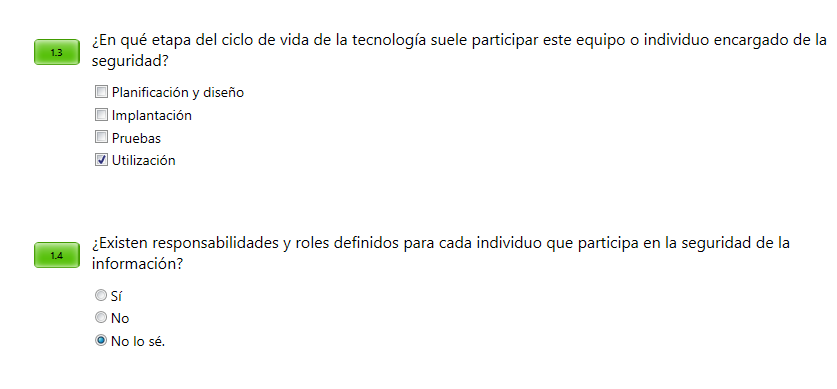 1.3
¿En qué etapa del ciclo de vida de la tecnología suele participar este equipo o individuo encargado de la
seguridad?
Planificación y diseño
Implantación
Pruebas
Utilización
1.4
¿Existen responsabilidades y roles definidos para cada individuo que participa en la seguridad de la
información?
Sí
No
No lo sé.